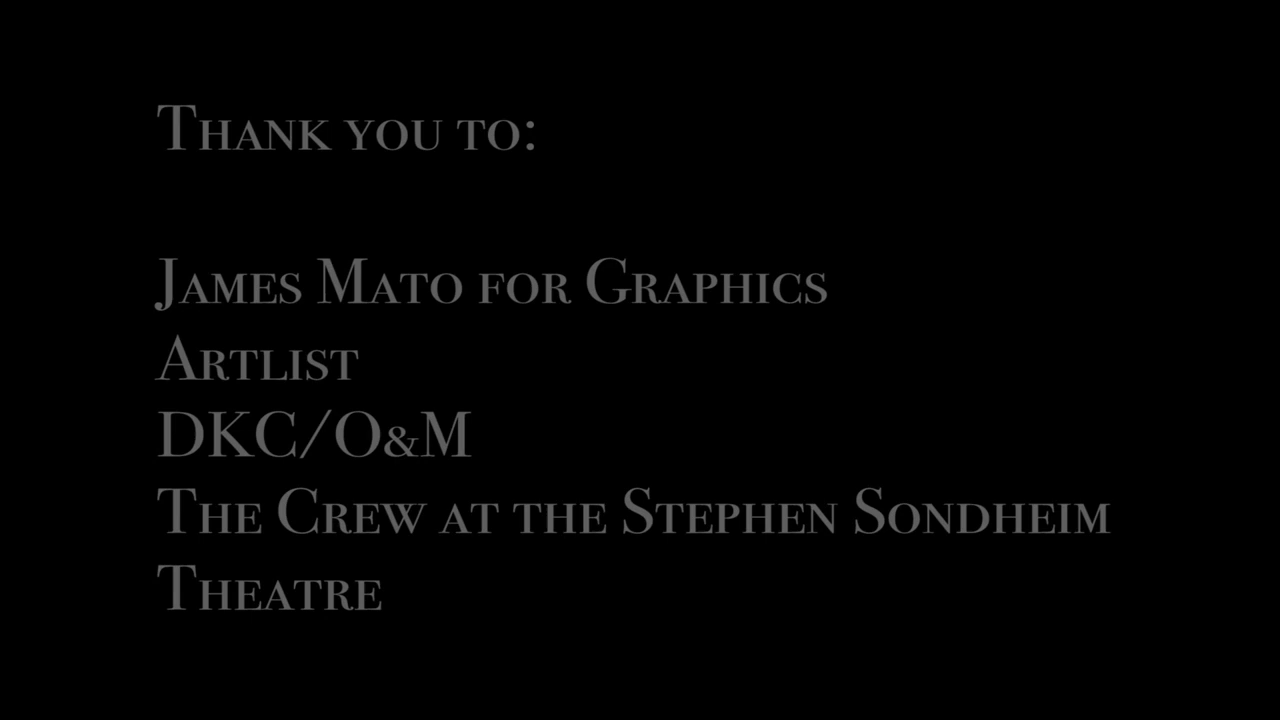 Thank you to:
James Mato for Graphics
Artlist
DKC/O&M
The Crew at the Stephen Sondheim
Theatre